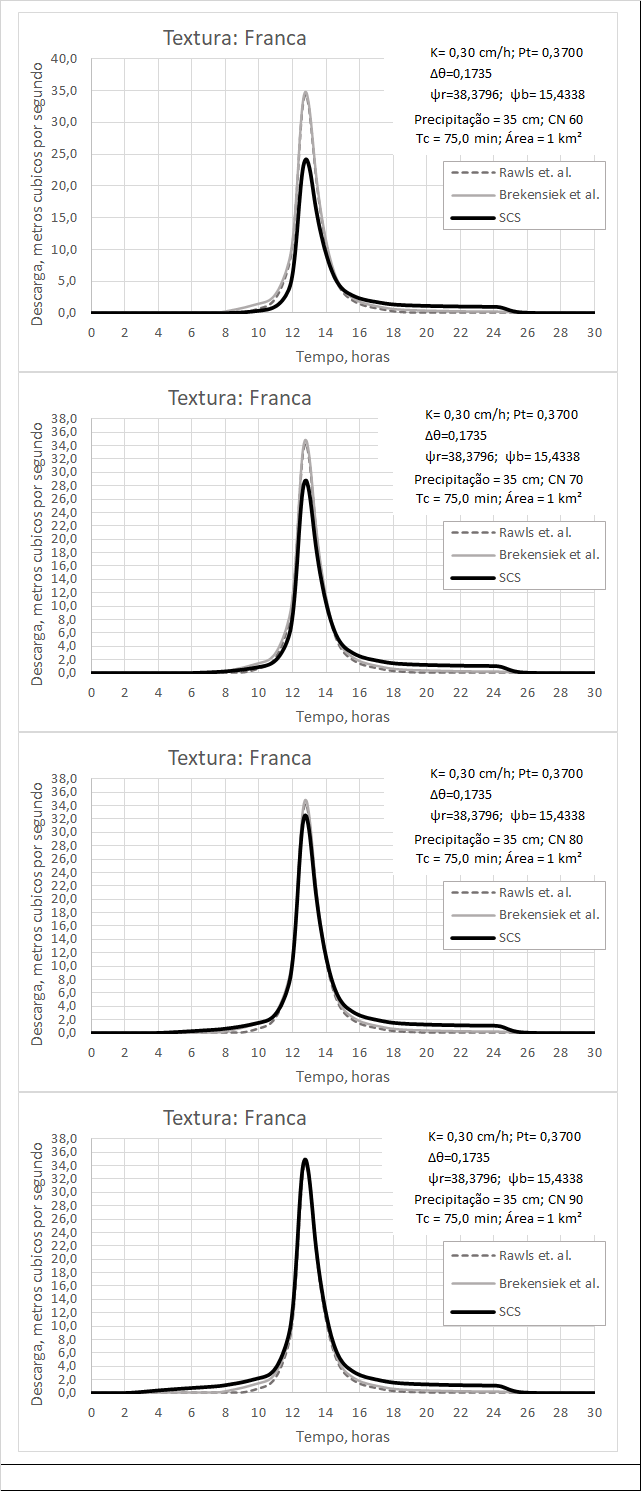 Textura: Franca
K= 0,30 cm/h; Pt= 0,3700
Δθ=0,1735
ψr=38,3796; ψb= 15,4338
Precipitação = 35 cm; CN 60
Tc = 75,0 min; Área = 1 km²
Rawls et. al.
Brekensiek et al.
SCS
Descarga, metros cubicos por segundo
40,0
35,0
30,0
25,0
20,0
15,0
10,0
5,0
0,0
0 2 4 6 8 10 12 14 16 18 20 22 24 26 28 30
Tempo, horas
Textura: Franca
K= 0,30 cm/h; Pt= 0,3700
Δθ=0,1735
ψr=38,3796; ψb= 15,4338
Precipitação = 35 cm; CN 70
Tc = 75,0 min; Área = 1 km²
Rawls et. al.
Brekensiek et al.
SCS
Descarga, metros cubicos por segundo
38,0
36,0
34,0
32,0
30,0
28,0
26,0
24,0
22,0
20,0
18,0
16,0
14,0
12,0
10,0
8,0
6,0
4,0
2,0
0,0
0 2 4 6 8 10 12 14 16 18 20 22 24 26 28 30
Tempo, horas
Textura: Franca
K= 0,30 cm/h; Pt= 0,3700
Δθ=0,1735
ψr=38,3796; ψb= 15,4338
Precipitação = 35 cm; CN 80
Tc = 75,0 min; Área = 1 km²
Rawls et. al.
Brekensiek et al.
SCS
Descarga, metros cubicos por segundo
38,0
36,0
34,0
32,0
30,0
28,0
26,0
24,0
22,0
20,0
18,0
16,0
14,0
12,0
10,0
8,0
6,0
4,0
2,0
0,0
0 2 4 6 8 10 12 14 16 18 20 22 24 26 28 30
Tempo, horas
Textura: Franca
K= 0,30 cm/h; Pt= 0,3700
Δθ=0,1735
ψr=38,3796; ψb= 15,4338
Precipitação = 35 cm; CN 90
Tc = 75,0 min; Área = 1 km²
Rawls et. al.
Brekensiek et al.
SCS
Descarga, metros cubicos por segundo
38,0
36,0
34,0
32,0
30,0
28,0
26,0
24,0
22,0
20,0
18,0
16,0
14,0
12,0
10,0
8,0
6,0
4,0
2,0
0,0
0 2 4 6 8 10 12 14 16 18 20 22 24 26 28 30
Tempo, horas